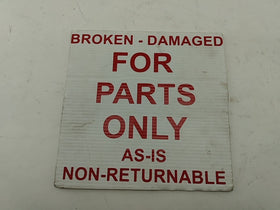 BROKEN - DAMAGED
FOR
PARTS
ONLY
AS-IS
NON-RETURNABLE